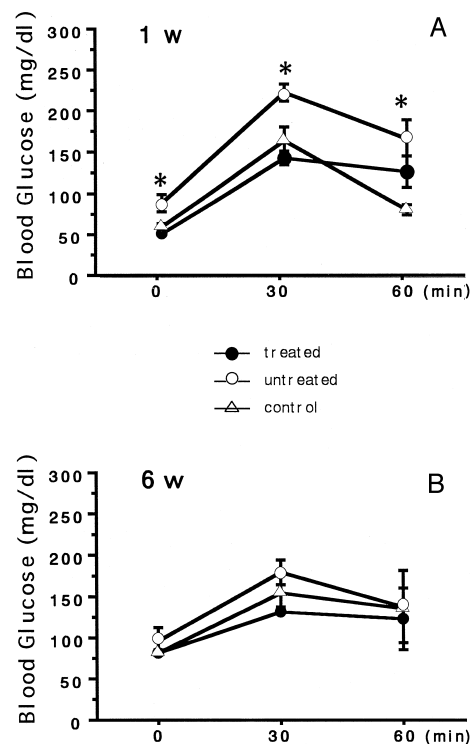 A
1 w
Blood Glucose (mg/dl)
300
250
200
150
100
50
0
*
*
*
0 30 60 (min)
treated
untreated
control
B
6 w
Blood Glucose (mg/dl)
300
250
200
150
100
50
0
0 30 60 (min)